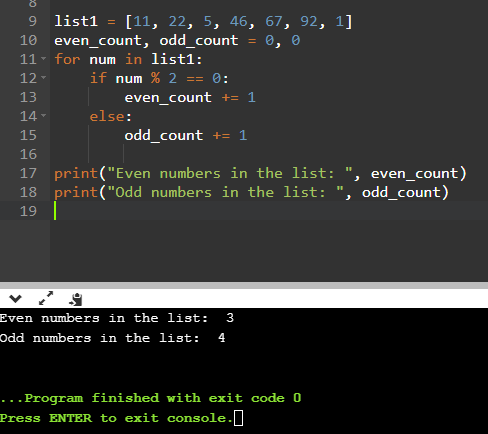 8
9 list1 = [11, 22, 5, 46, 67, 92, 1]
10 even_count, odd_count = 0, 0
11 for num in list1:
12     if num % 2 == 0:
13         even_count += 1
14     else:
15         odd_count += 1
16
17 print("Even numbers in the list: ", even_count)
18 print("Odd numbers in the list: ", odd_count)
19
Even numbers in the list:  3
Odd numbers in the list:  4
...Program finished with exit code 0
Press ENTER to exit console.